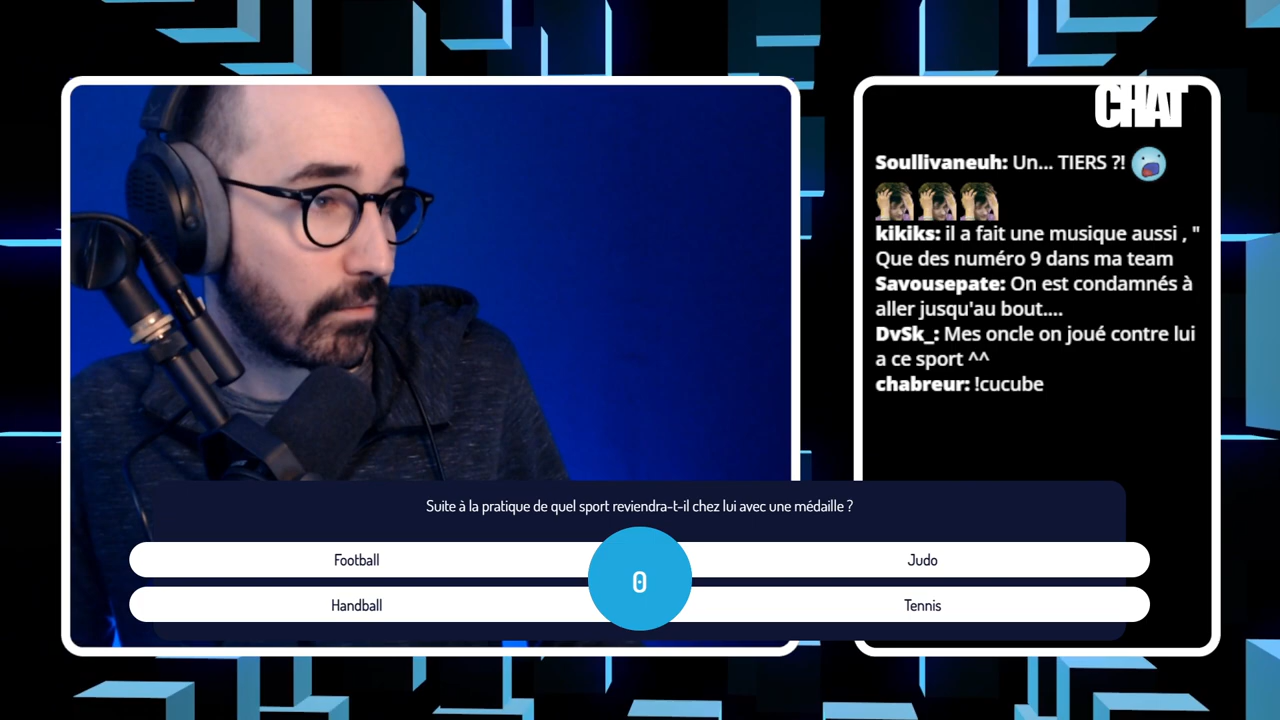 CHAT
Soullivaneuh: Un... TIERS ?!
kikiks: il a fait une musique aussi , "
Que des numéro 9 dans ma team
Savousepate: On est condamnés à
aller jusqu'au bout....
DvSk_: Mes oncle on joué contre lui
a ce sport ^^
chabreur: !cucube
Suite à la pratique de quel sport reviendra-t-il chez lui avec une médaille ?
Football
Judo
0
Handball
Tennis